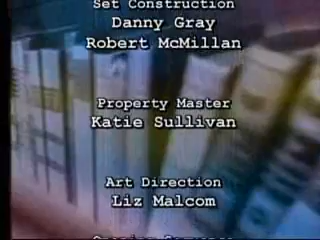 Set Construction
Danny Gray
Robert McMillan
Property Master
Katie Sullivan
Art Direction
Liz Malcom